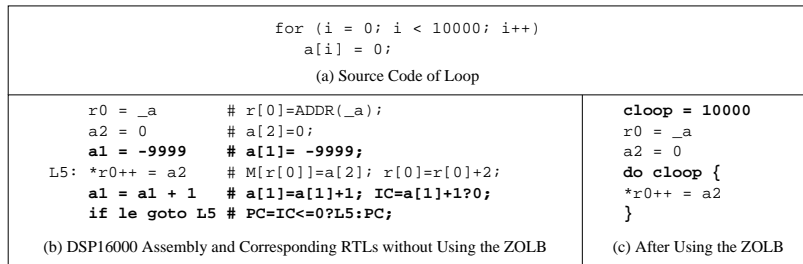 for (i = 0; i < 10000; i++)
a[i] = 0;
(a) Source Code of Loop
r0 = _a # r[0]=ADDR(_a);
a2 = 0 # a[2]=0;
a1 = -9999 # a[1]= -9999;
L5: *r0++ = a2 # M[r[0]]=a[2]; r[0]=r[0]+2;
a1 = a1 + 1 # a[1]=a[1]+1; IC=a[1]+1?0;
if le goto L5 # PC=IC<=0?L5:PC;
(b) DSP16000 Assembly and Corresponding RTLs without Using the ZOLB
cloop = 10000
r0 = _a
a2 = 0
do cloop {
*r0++ = a2
}
(c) After Using the ZOLB